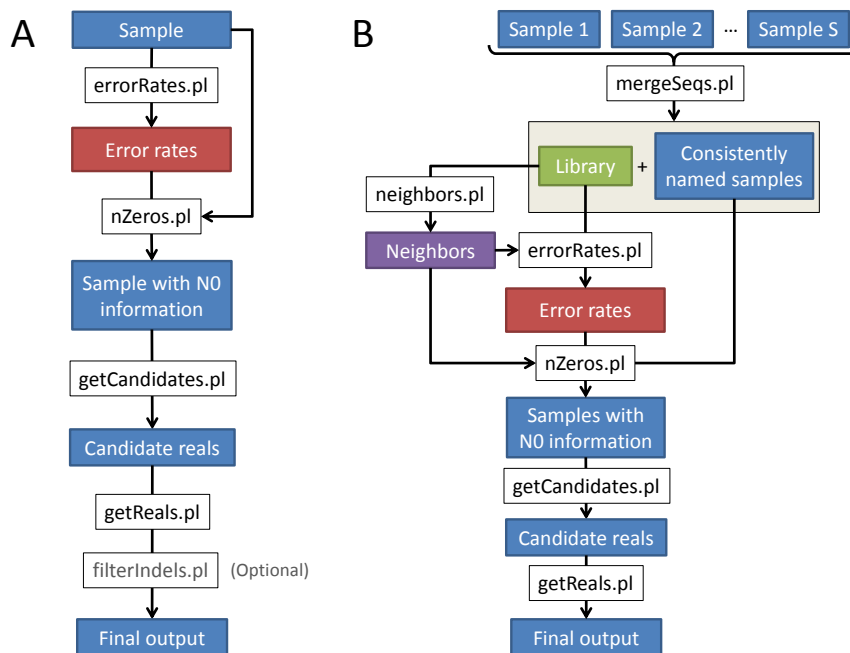 A
Sample
errorRates.pl
Error rates
nZeros.pl
Sample with N0
information
getCandidates.pl
Candidate reals
getReals.pl
filterIndels.pl (Optional)
Final output
B
Sample 1 Sample 2 ... Sample S
mergeSeqs.pl
Library + Consistently
named samples
neighbors.pl
Neighbors
errorRates.pl
Error rates
nZeros.pl
Samples with
N0 information
getCandidates.pl
Candidate reals
getReals.pl
Final output